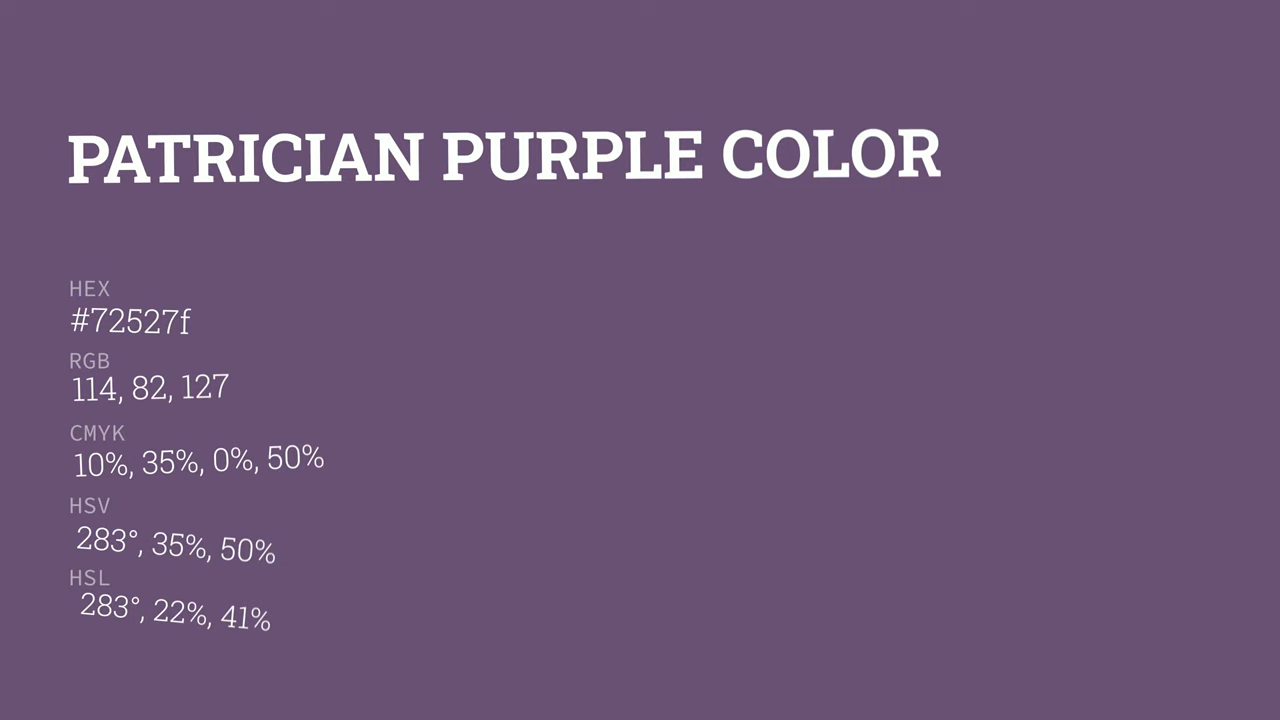 PATRICIAN PURPLE COLOR
HEX
#72527f
RGB
114, 82, 127
CMYK
10%, 35%, 0%, 50%
HSV
283°, 35%, 50%
HSL
283°, 22%, 41%